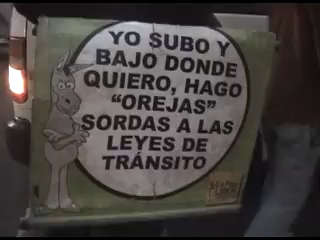 YO SUBO Y
BAJO DONDE
QUIERO, HAGO
“OREJAS”
SORDAS A LAS
LEYES DE
TRÁNSITO